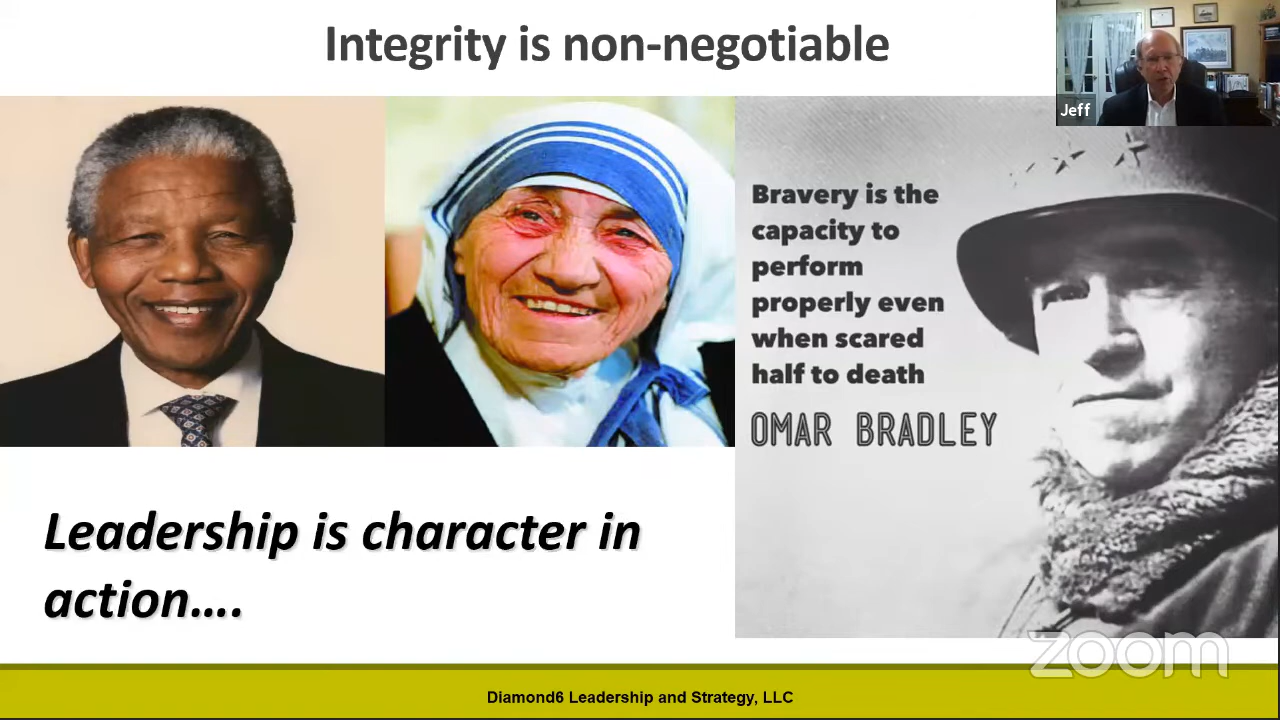 Integrity is non-negotiable
Jeff
Bravery is the
capacity to
perform
properly even
when scared
half to death
OMAR BRADLEY
Leadership is character in
action....
zoom
Diamond6 Leadership and Strategy, LLC